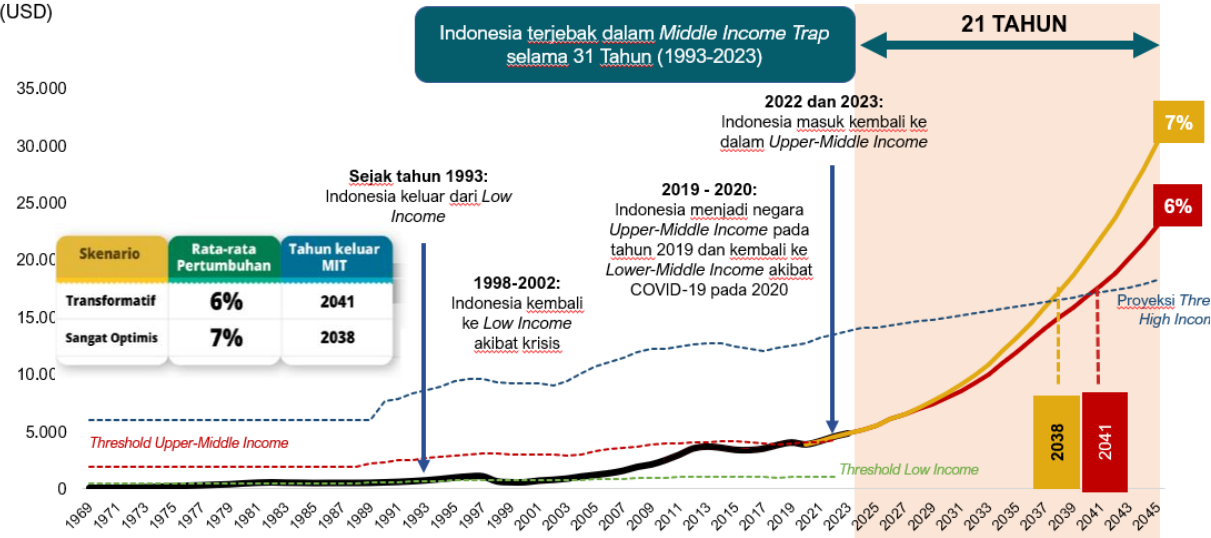 (USD)
Indonesia terjebak dalam Middle Income Trap
selama 31 Tahun (1993-2023)
21 TAHUN
35.000
30.000
25.000
20.00
15.00
10.00
5.000
0
2022 dan 2023:
Indonesia masuk kembali ke
dalam Upper-Middle Income
7%
6%
Sejak tahun 1993:
Indonesia keluar dari Low
Income
2019 - 2020:
Indonesia menjadi negara
Upper-Middle Income pada
tahun 2019 dan kembali ke
Lower-Middle Income akibat
COVID-19 pada 2020
1998-2002:
Indonesia kembali
ke Low Income
akibat krisis
Skenario
Rata-rata
Pertumbuhan
Tahun keluar
MIT
Transformatif
6%
2041
Sangat Optimis
7%
2038
Proyeksi Thre
High Incom
Threshold Upper-Middle Income
Threshold Low Income
2038
2041
1969 1971 1973 1975 1977 1979 1981 1983 1985 1987 1989 1991 1993 1995 1997 1999 2001 2003 2005 2007 2009 2011 2013 2015 2017 2019 2021 2023 2025 2027 2029 2031 2033 2035 2037 2039 2041 2043 2045